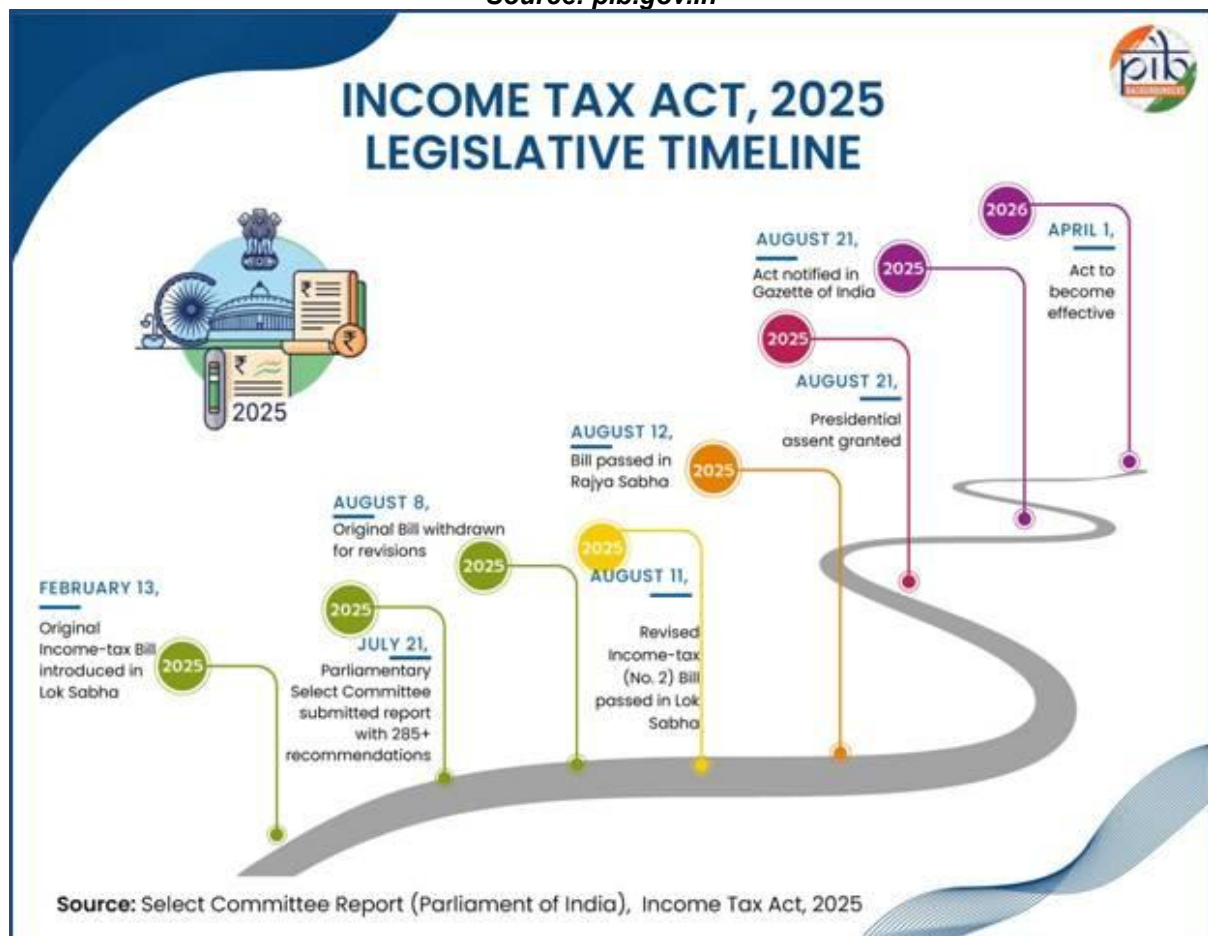 Source: pib.gov.in
pib
BACKGROUNDERS
INCOME TAX ACT, 2025
LEGISLATIVE TIMELINE
2025
FEBRUARY 13,
2025
Original
Income-tax Bill
introduced in
Lok Sabha
2025
JULY 21,
Parliamentary
Select Committee
submitted report
with 285+
recommendations
AUGUST 8,
Original Bill withdrawn
for revisions
2025
2025
AUGUST 11,
Revised
Income-tax
(No. 2) Bill
passed in Lok
Sabha
AUGUST 12,
Bill passed in
Rajya Sabha
2025
2025
AUGUST 21,
Presidential
assent granted
AUGUST 21,
Act notified in
Gazette of India
2025
2026
APRIL 1,
Act to
become
effective
Source: Select Committee Report (Parliament of India), Income Tax Act, 2025